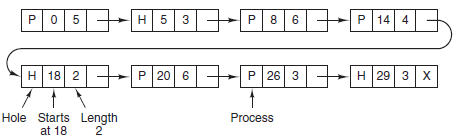 P 0 5 H 5 3 P 8 6 P 14 4
H 18 2 P 20 6 P 26 3 H 29 3 X
Hole Starts Length Process
at 18 2